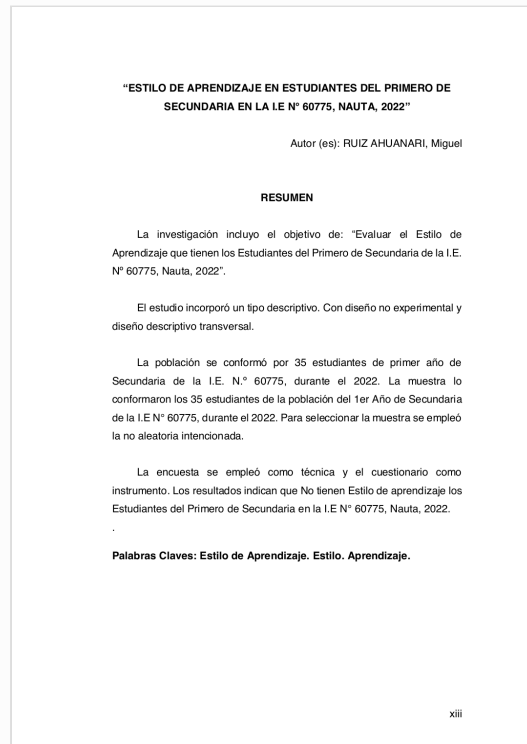 “ESTILO DE APRENDIZAJE EN ESTUDIANTES DEL PRIMERO DE
SECUNDARIA EN LA I.E N° 60775, NAUTA, 2022”
Autor (es): RUIZ AHUANARI, Miguel
RESUMEN
La investigación incluyo el objetivo de: “Evaluar el Estilo de
Aprendizaje que tienen los Estudiantes del Primero de Secundaria de la I.E.
Nº 60775, Nauta, 2022”.
El estudio incorporó un tipo descriptivo. Con diseño no experimental y
diseño descriptivo transversal.
La población se conformó por 35 estudiantes de primer año de
Secundaria de la I.E. N.° 60775, durante el 2022. La muestra lo
conformaron los 35 estudiantes de la población del 1er Año de Secundaria
de la I.E N° 60775, durante el 2022. Para seleccionar la muestra se empleó
la no aleatoria intencionada.
La encuesta se empleó como técnica y el cuestionario como
instrumento. Los resultados indican que No tienen Estilo de aprendizaje los
Estudiantes del Primero de Secundaria en la I.E N° 60775, Nauta, 2022.
.
Palabras Claves: Estilo de Aprendizaje. Estilo. Aprendizaje.
xiii